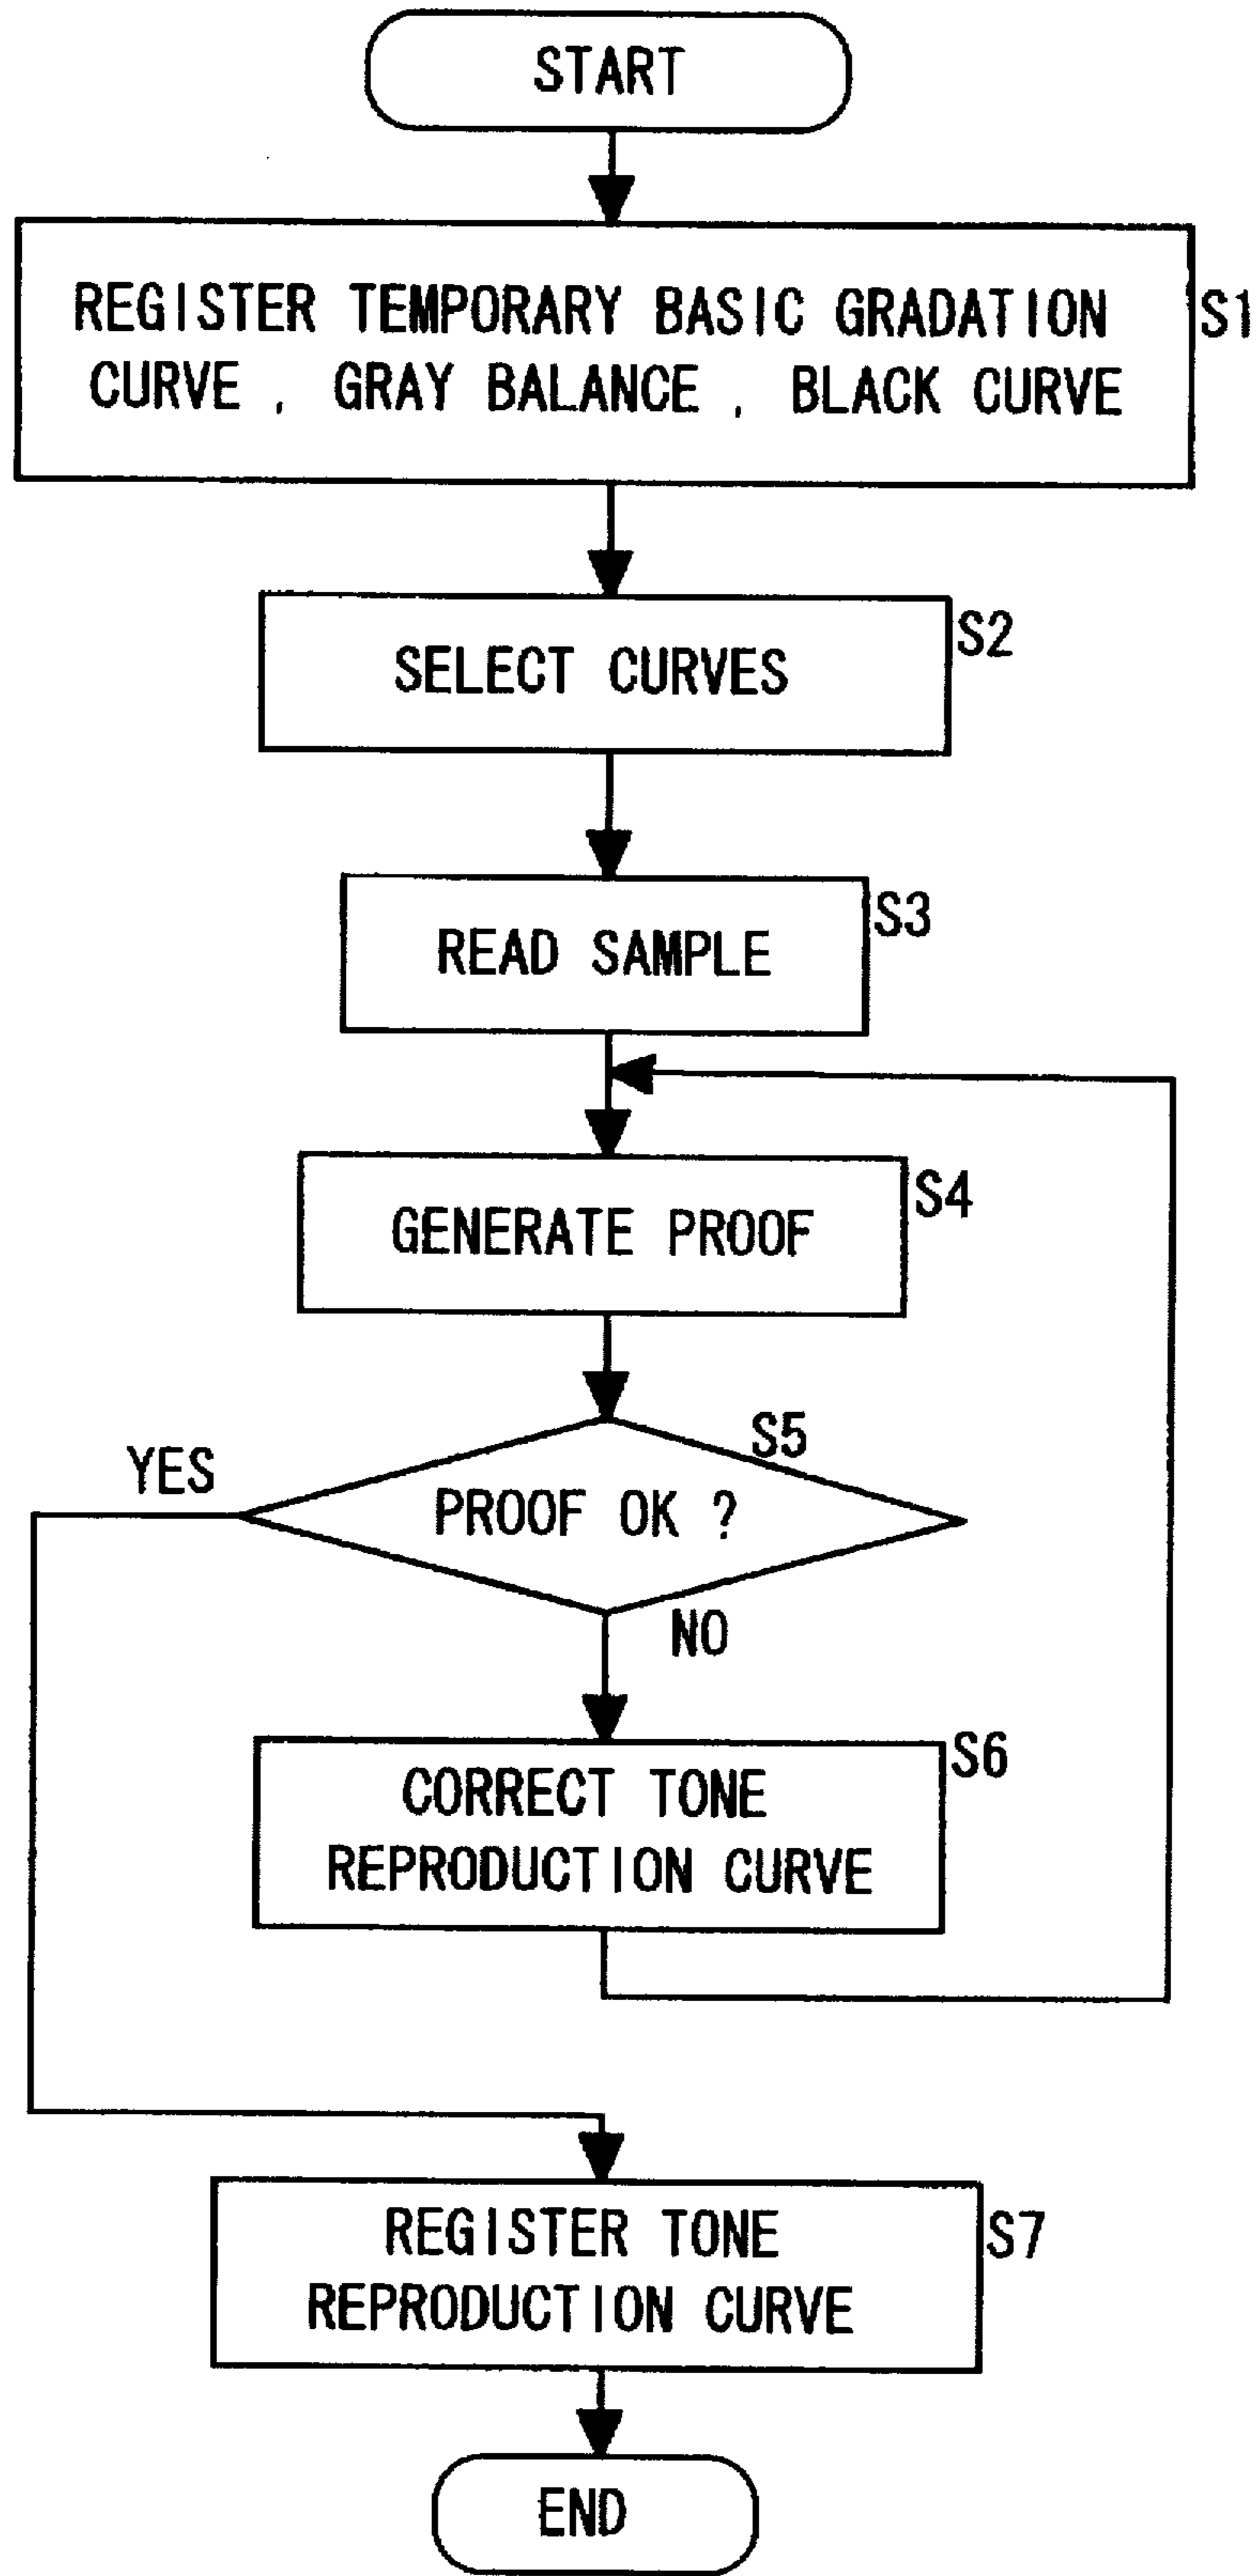 START
REGISTER TEMPORARY BASIC GRADATION
CURVE , GRAY BALANCE , BLACK CURVE
S1
SELECT CURVES
S2
READ SAMPLE
S3
GENERATE PROOF
S4
S5
YES
PROOF OK ?
NO
S6
CORRECT TONE
REPRODUCTION CURVE
REGISTER TONE
REPRODUCTION CURVE
S7
END